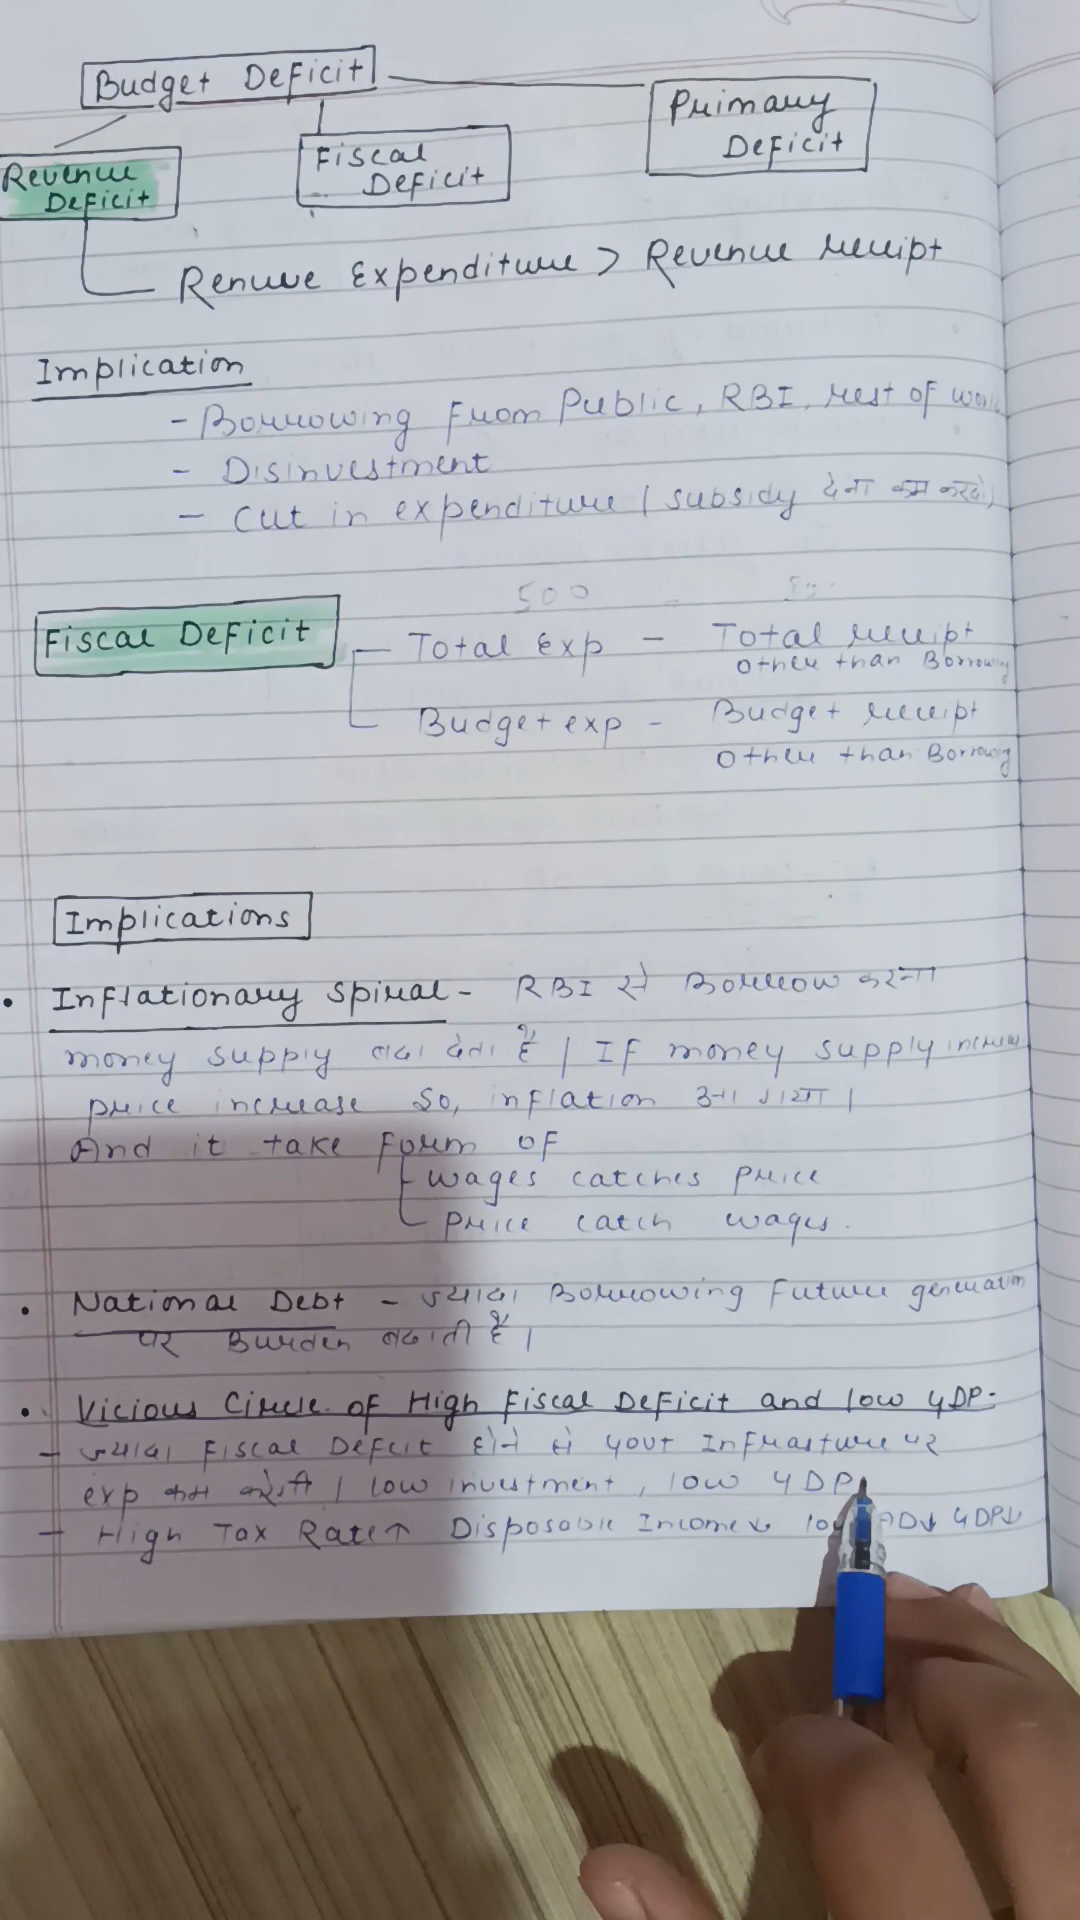 Budget Deficit
Primary
Deficit
Fiscal
Deficit
Revenue
Deficit
Renuve Expenditure > Revenue receipt
Implication
- Borrowing from Public, RBI, rest of
- Disinvestment
- cut in expenditure / subsidy देना कम करदो
500
Fiscal Deficit
Total Exp - Total receipt
other than Borrowing
Budget exp - Budget receipt
other than Borrowing
Implications
• Inflationary spiral - RBI से Borrow करना
money supply बढा देता है | If money supply increase
price increase so, inflation आ जाया |
And it take form of
wages catches price
price catch wages.
• National Debt - ज्यादा Borrowing future generation
पर Burden बढाती है |
• Vicious Circle of High Fiscal Deficit and low GDP.
- ज्यादा Fiscal Deficit होने से govt पर
exp कम करेगी | low investment, low GDP
- High Tax Rate↑ Disposable Income↓ AD↓ GDP↓